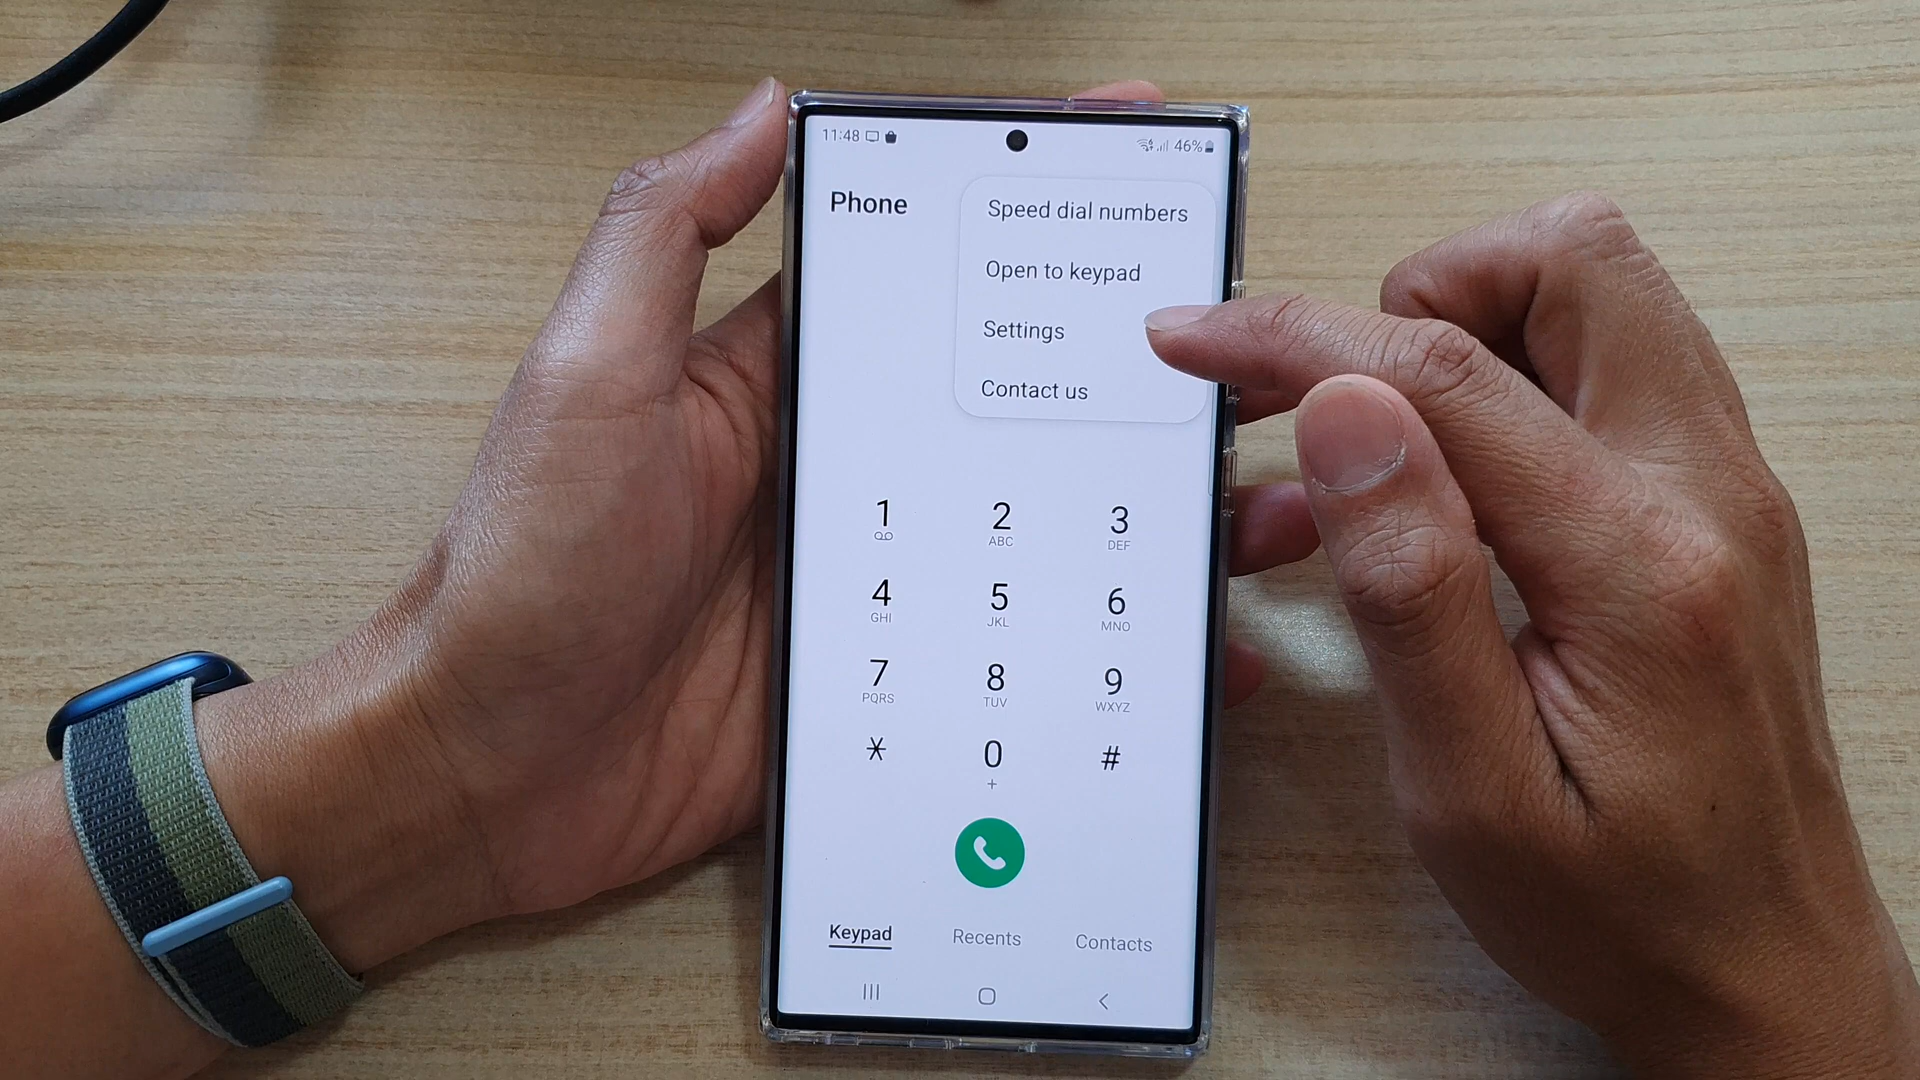 11:48
46%
Phone
Speed dial numbers
Open to keypad
Settings
Contact us
1 2 3
ABC DEF
4 5 6
GHI JKL MNO
7 8 9
PQRS TUV WXYZ
* 0 #
+
Keypad Recents Contacts